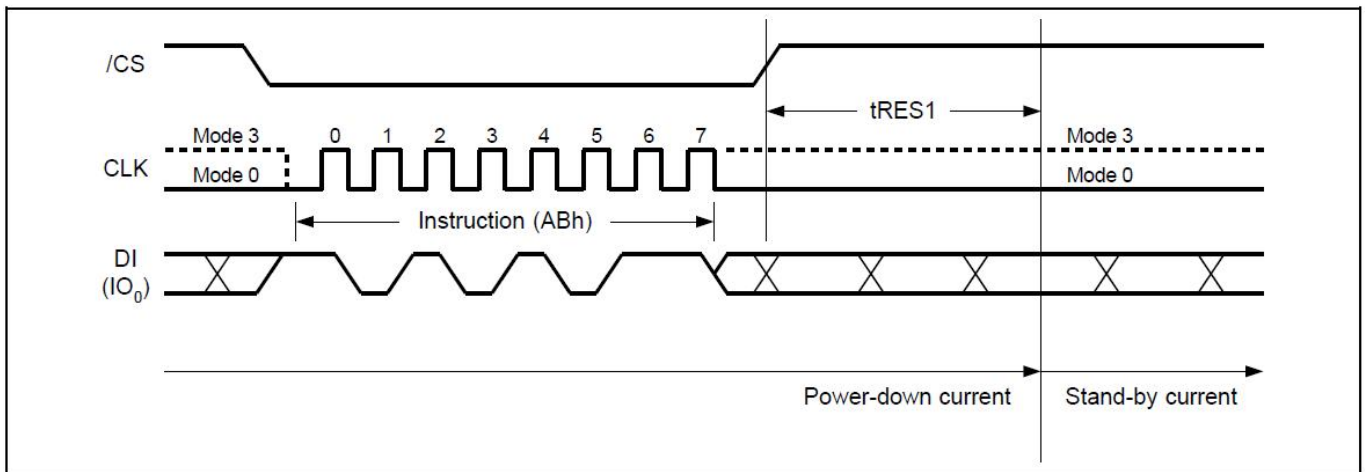 /CS
tRES1
Mode 3 0 1 2 3 4 5 6 7 Mode 3
CLK
Mode 0 Mode 0
Instruction (ABh)
DI
(IO₀)
Power-down current Stand-by current